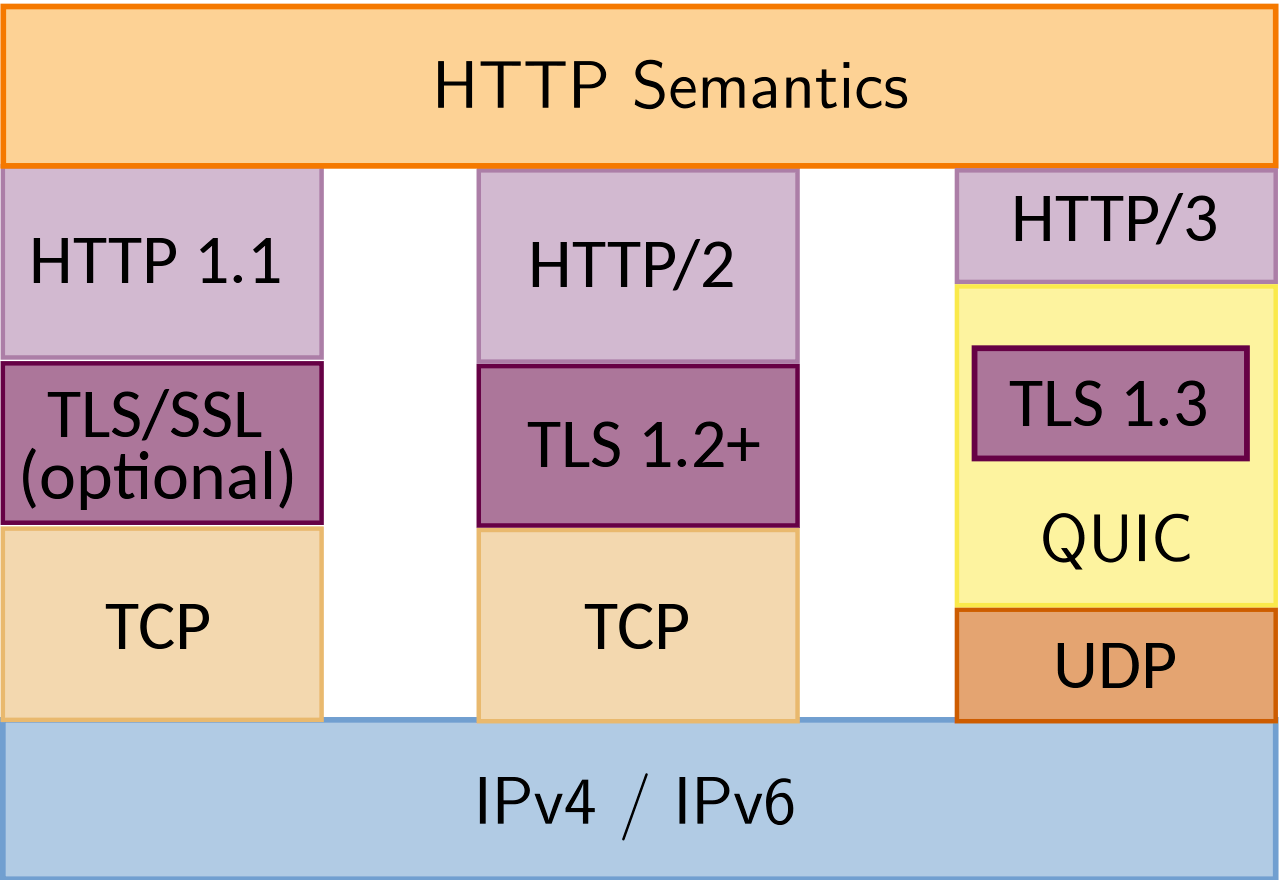 HTTP Semantics
HTTP 1.1
HTTP/2
HTTP/3
TLS/SSL
(optional)
TLS 1.2+
TLS 1.3
QUIC
TCP
TCP
UDP
IPv4 / IPv6